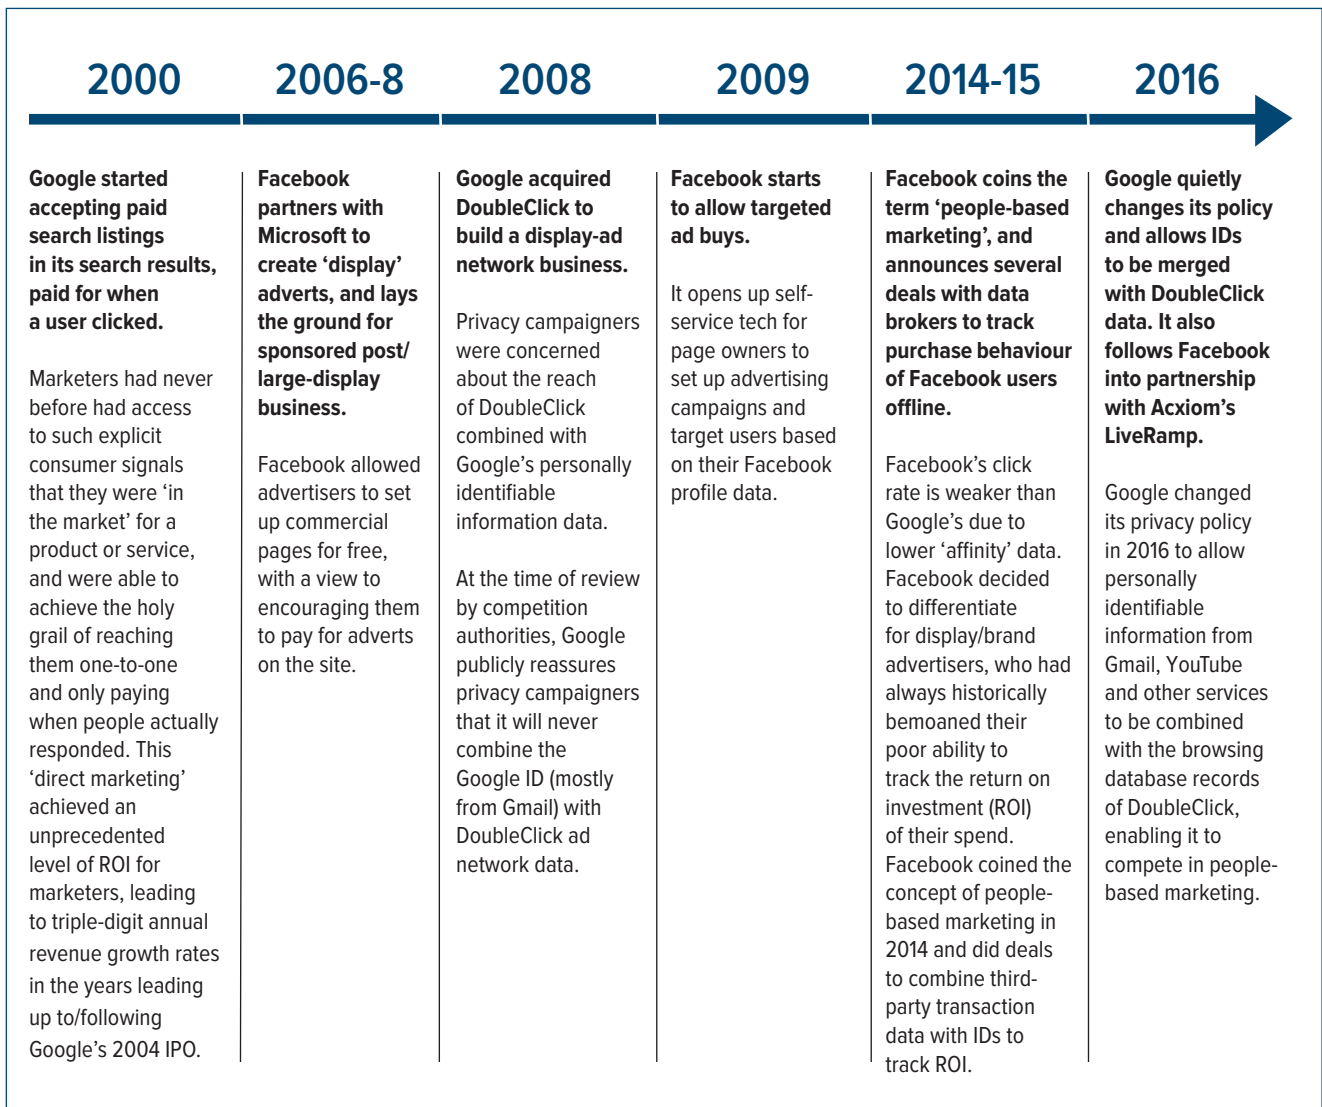 2000
2006-8
2008
2009
2014-15
2016
Google started
accepting paid
search listings
in its search results,
paid for when
a user clicked.
Marketers had never
before had access
to such explicit
consumer signals
that they were ‘in
the market’ for a
product or service,
and were able to
achieve the holy
grail of reaching
them one-to-one
and only paying
when people actually
responded. This
‘direct marketing’
achieved an
unprecedented
level of ROI for
marketers, leading
to triple-digit annual
revenue growth rates
in the years leading
up to/following
Google’s 2004 IPO.
Facebook
partners with
Microsoft to
create ‘display’
adverts, and lays
the ground for
sponsored post/
large-display
business.
Facebook allowed
advertisers to set
up commercial
pages for free,
with a view to
encouraging them
to pay for adverts
on the site.
Google acquired
DoubleClick to
build a display-ad
network business.
Privacy campaigners
were concerned
about the reach
of DoubleClick
combined with
Google’s personally
identifiable
information data.
At the time of review
by competition
authorities, Google
publicly reassures
privacy campaigners
that it will never
combine the
Google ID (mostly
from Gmail) with
DoubleClick ad
network data.
Facebook starts
to allow targeted
ad buys.
It opens up self-
service tech for
page owners to
set up advertising
campaigns and
target users based
on their Facebook
profile data.
Facebook coins the
term ‘people-based
marketing’, and
announces several
deals with data
brokers to track
purchase behaviour
of Facebook users
offline.
Facebook’s click
rate is weaker than
Google’s due to
lower ‘affinity’ data.
Facebook decided
to differentiate
for display/brand
advertisers, who had
always historically
bemoaned their
poor ability to
track the return on
investment (ROI)
of their spend.
Facebook coined the
concept of people-
based marketing in
2014 and did deals
to combine third-
party transaction
data with IDs to
track ROI.
Google quietly
changes its policy
and allows IDs
to be merged
with DoubleClick
data. It also
follows Facebook
into partnership
with Acxiom’s
LiveRamp.
Google changed
its privacy policy
in 2016 to allow
personally
identifiable
information from
Gmail, YouTube
and other services
to be combined
with the browsing
database records
of DoubleClick,
enabling it to
compete in people-
based marketing.